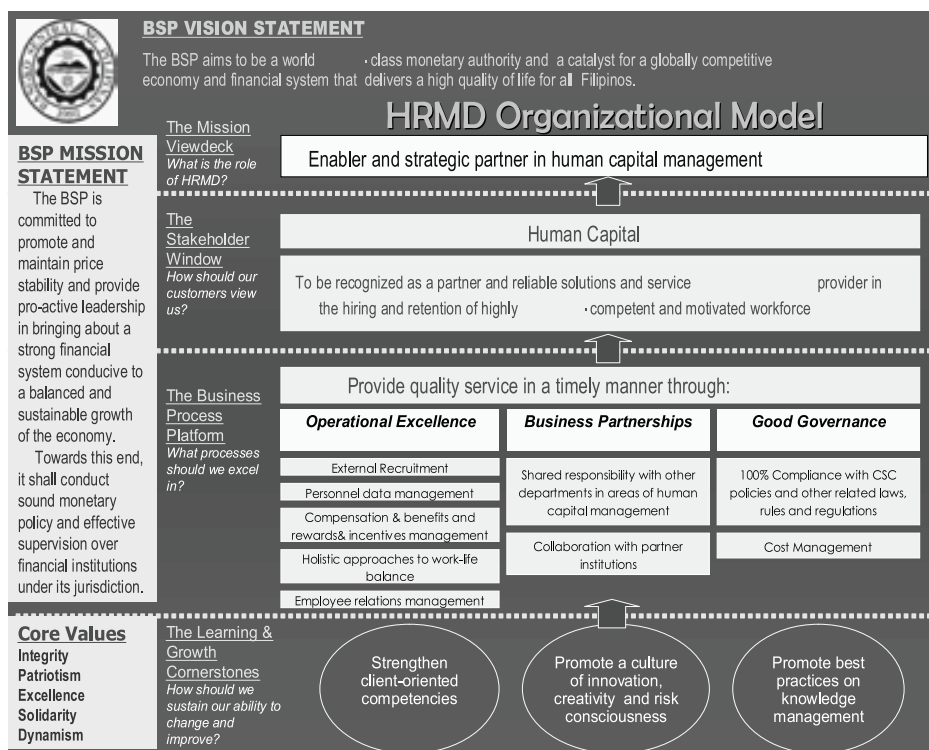 BSP VISION STATEMENT
The BSP aims to be a world - class monetary authority and a catalyst for a globally competitive
economy and financial system that delivers a high quality of life for all Filipinos.
HRMD Organizational Model
BSP MISSION
STATEMENT
The BSP is
committed to
promote and
maintain price
stability and provide
pro-active leadership
in bringing about a
strong financial
system conducive to
a balanced and
sustainable growth
of the economy.
Towards this end,
it shall conduct
sound monetary
policy and effective
supervision over
financial institutions
under its jurisdiction.
Core Values
Integrity
Patriotism
Excellence
Solidarity
Dynamism
The Mission
Viewdeck
What is the role
of HRMD?
Enabler and strategic partner in human capital management
The
Stakeholder
Window
How should our
customers view
us?
Human Capital
To be recognized as a partner and reliable solutions and service provider in
the hiring and retention of highly - competent and motivated workforce
The Business
Process
Platform
What processes
should we excel
in?
Provide quality service in a timely manner through:
Operational Excellence
External Recruitment
Personnel data management
Compensation & benefits and
rewards& incentives management
Holistic approaches to work-life
balance
Employee relations management
Business Partnerships
Shared responsibility with other
departments in areas of human
capital management
Collaboration with partner
institutions
Good Governance
100% Compliance with CSC
policies and other related laws,
rules and regulations
Cost Management
The Learning &
Growth
Cornerstones
How should we
sustain our ability to
change and
improve?
Strengthen
client-oriented
competencies
Promote a culture
of innovation,
creativity and risk
consciousness
Promote best
practices on
knowledge
management